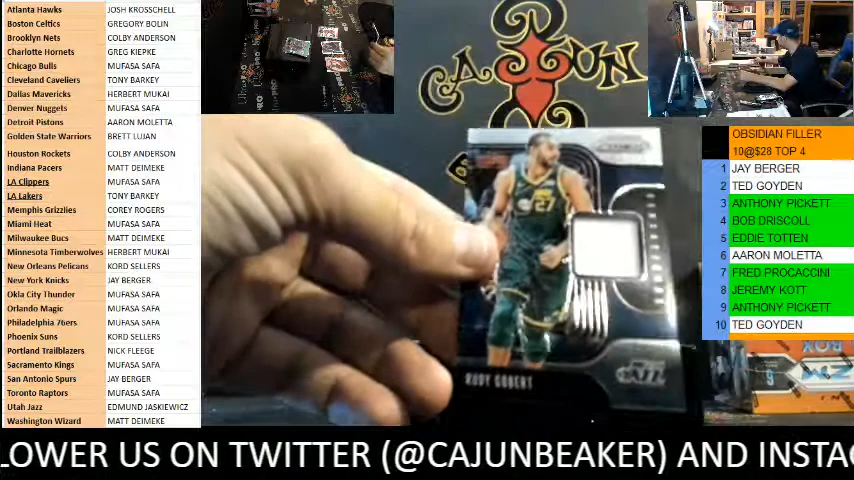 Atlanta Hawks JOSH KROSSCHELL
Boston Celtics GREGORY BOLIN
Brooklyn Nets COLBY ANDERSON
Charlotte Hornets GREG KIEPKE
Chicago Bulls MUFASA SAFA
Cleveland Cavaliers TONY BARKEY
Dallas Mavericks HERBERT MUKAI
Denver Nuggets MUFASA SAFA
Detroit Pistons AARON MOLETTA
Golden State Warriors BRETT LUJAN
Houston Rockets COLBY ANDERSON
Indiana Pacers MATT DEIMEKE
LA Clippers MUFASA SAFA
LA Lakers TONY BARKEY
Memphis Grizzlies COREY ROGERS
Miami Heat MUFASA SAFA
Milwaukee Bucs MATT DEIMEKE
Minnesota Timberwolves HERBERT MUKAI
New Orleans Pelicans KORD SELLERS
New York Knicks JAY BERGER
Okla City Thunder MUFASA SAFA
Orlando Magic MUFASA SAFA
Philadelphia 76ers MUFASA SAFA
Phoenix Suns KORD SELLERS
Portland Trailblazers NICK FLEEGE
Sacramento Kings MUFASA SAFA
San Antonio Spurs JAY BERGER
Toronto Raptors MUFASA SAFA
Utah Jazz EDMUND JASKIEWICZ
Washington Wizard MATT DEIMEKE
CAJUN
27
RUDY GOBERT
JAZZ
OBSIDIAN FILLER
10@$28 TOP 4
1 JAY BERGER
2 TED GOYDEN
3 ANTHONY PICKETT
4 BOB DRISCOLL
5 EDDIE TOTTEN
6 AARON MOLETTA
7 FRED PROCACCINI
8 JEREMY KOTT
9 ANTHONY PICKETT
10 TED GOYDEN
BOX
LOWER US ON TWITTER (@CAJUNBEAKER) AND INSTA